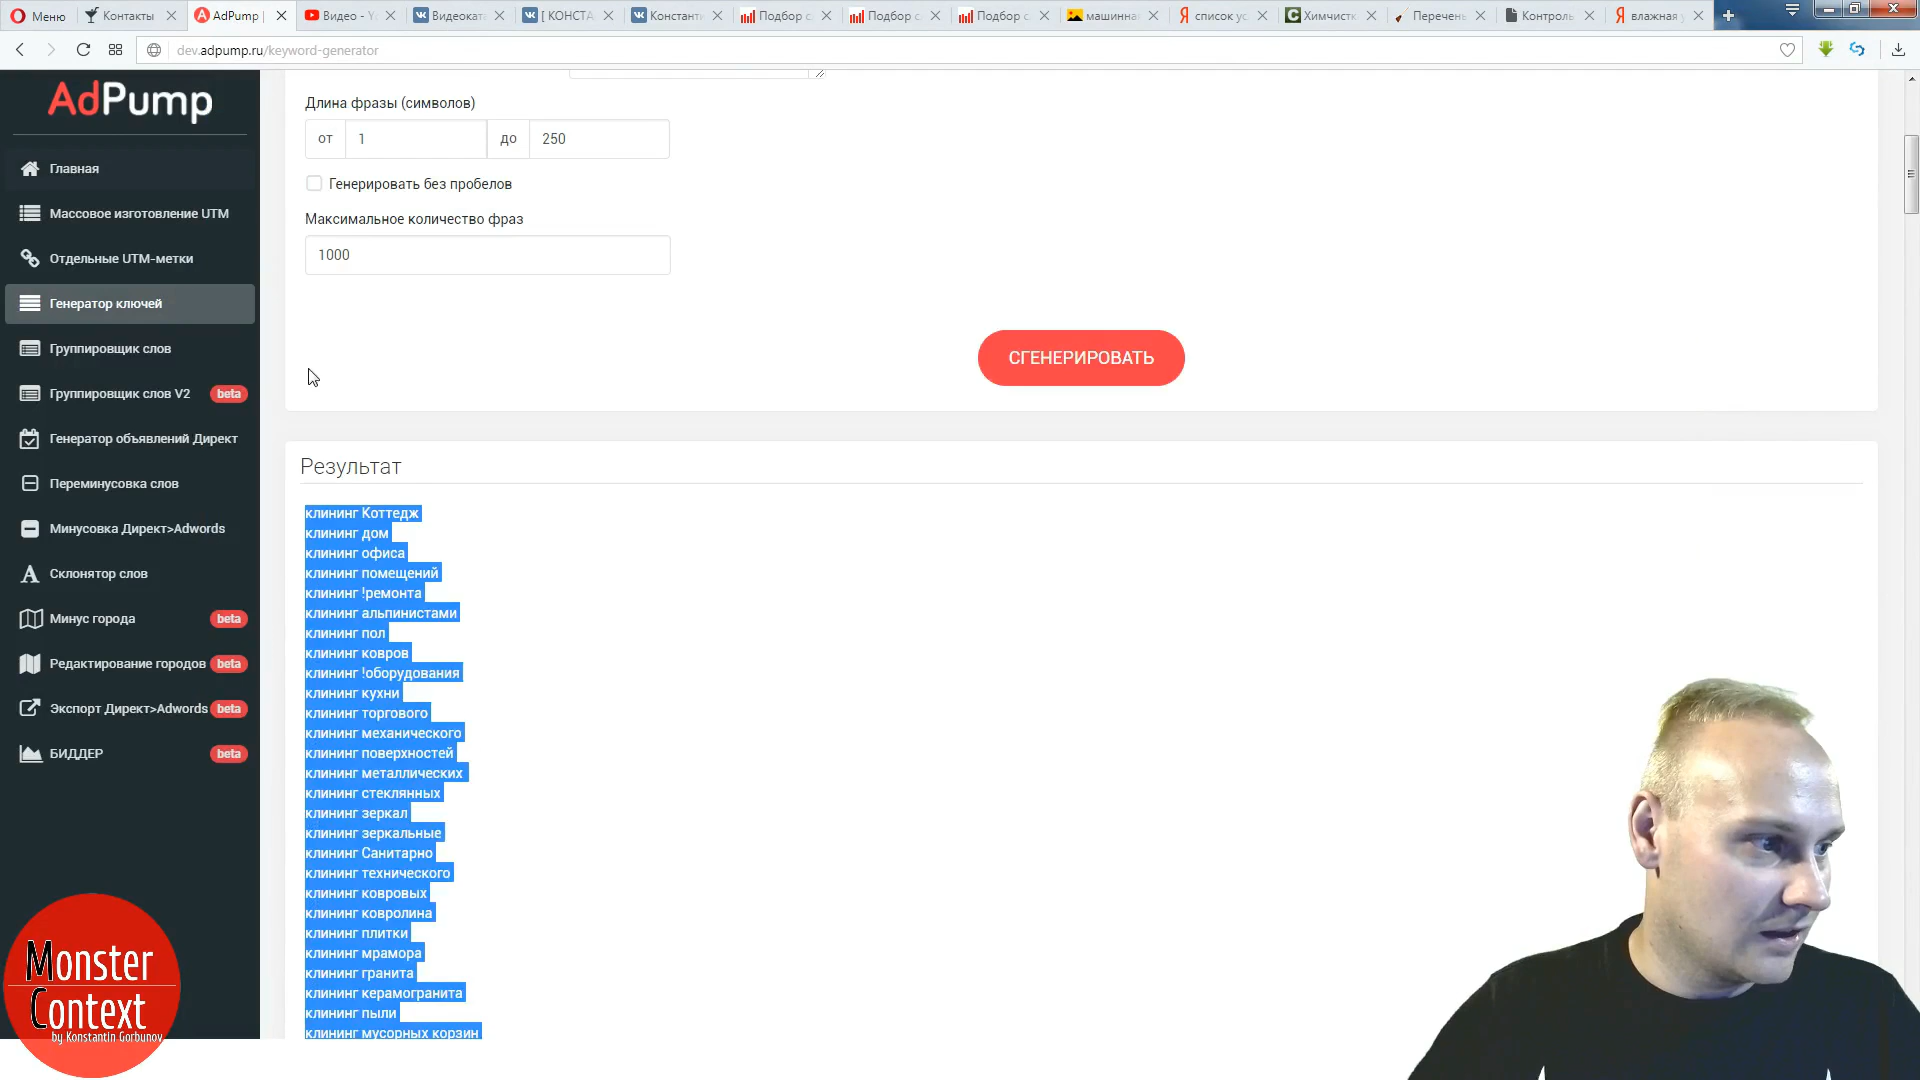 Меню
Контакты
AdPump |
Видео - Yo
Видеоката
[ КОНСТА
Константи
Подбор с
Подбор с
Подбор с
машинная
список ус
Химчистк
Перечень
Контроль
влажная у
dev.adpump.ru/keyword-generator
AdPump
Главная
Массовое изготовление UTM
Отдельные UTM-метки
Генератор ключей
Группировщик слов
Группировщик слов V2 beta
Генератор объявлений Директ
Переминусовка слов
Минусовка Директ>Adwords
Склонятор слов
Минус города beta
Редактирование городов beta
Экспорт Директ>Adwords beta
БИДДЕР beta
Длина фразы (символов)
от 1 до 250
Генерировать без пробелов
Максимальное количество фраз
1000
СГЕНЕРИРОВАТЬ
Результат
клининг Коттедж
клининг дом
клининг офиса
клининг помещений
клининг !ремонта
клининг альпинистами
клининг пол
клининг ковров
клининг !оборудования
клининг кухни
клининг торгового
клининг механического
клининг поверхностей
клининг металлических
клининг стеклянных
клининг зеркал
клининг зеркальные
клининг Санитарно
клининг технического
клининг ковровых
клининг ковролина
клининг плитки
клининг мрамора
клининг гранита
клининг керамогранита
клининг пыли
клининг мусорных корзин
Monster
Context
by Konstantin Gorbunov